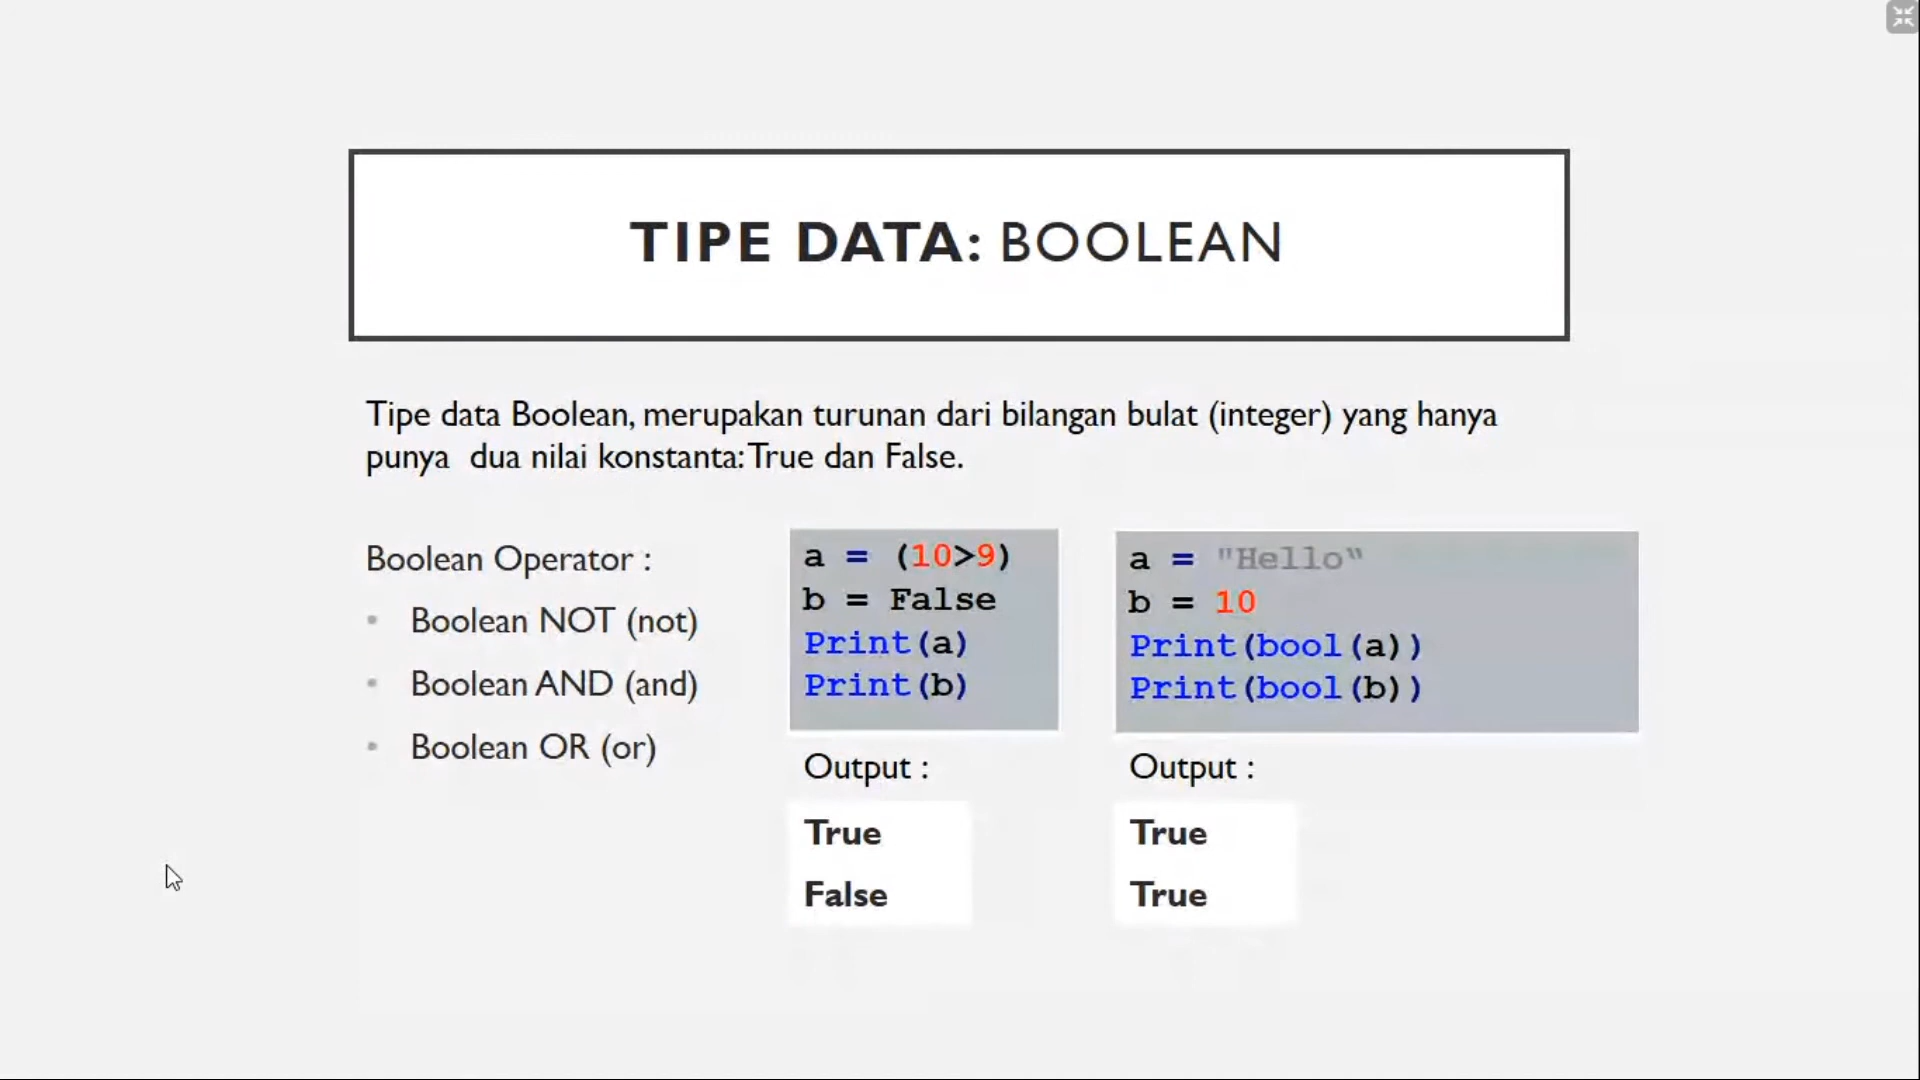 TIPE DATA: BOOLEAN
Tipe data Boolean, merupakan turunan dari bilangan bulat (integer) yang hanya
punya dua nilai konstanta: True dan False.
Boolean Operator :
• Boolean NOT (not)
• Boolean AND (and)
• Boolean OR (or)
a = (10>9)
b = False
Print(a)
Print(b)
Output :
True
False
a = "Hello“
b = 10
Print(bool(a))
Print(bool(b))
Output :
True
True